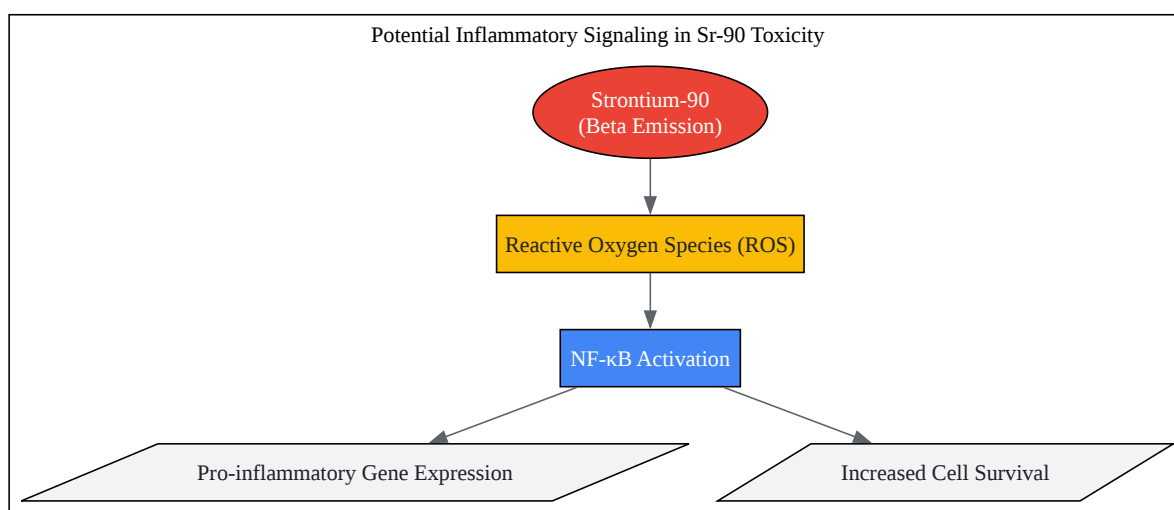 Potential Inflammatory Signaling in Sr-90 Toxicity
Strontium-90
(Beta Emission)
Reactive Oxygen Species (ROS)
NF-κB Activation
Pro-inflammatory Gene Expression
Increased Cell Survival